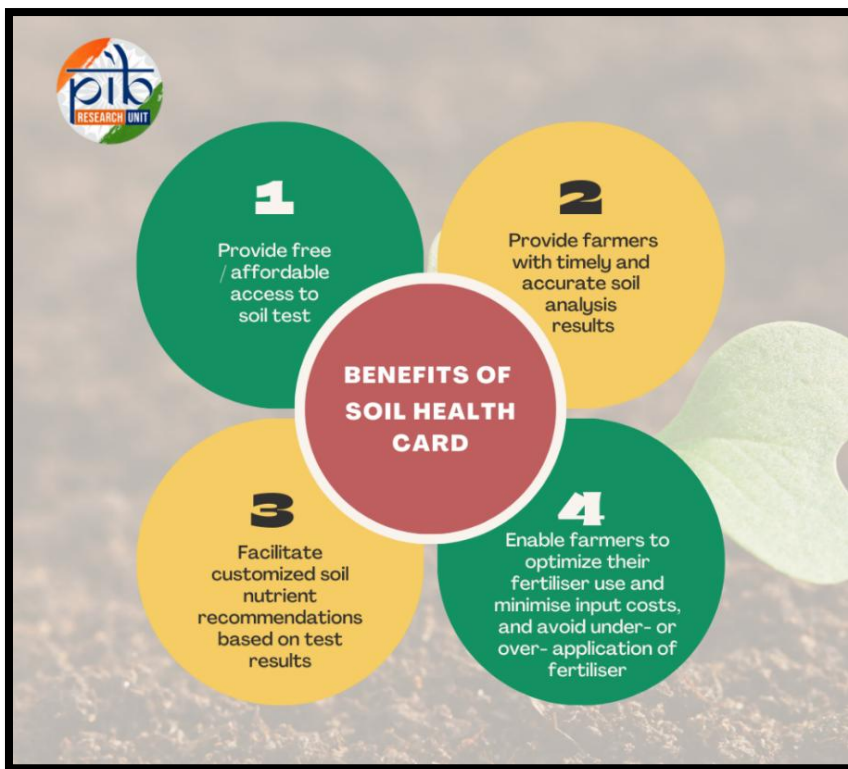 pib
RESEARCH UNIT
1
Provide free
/ affordable
access to
soil test
2
Provide farmers
with timely and
accurate soil
analysis
results
BENEFITS OF
SOIL HEALTH
CARD
3
Facilitate
customized soil
nutrient
recommendations
based on test
results
4
Enable farmers to
optimize their
fertiliser use and
minimise input costs,
and avoid under- or
over- application of
fertiliser